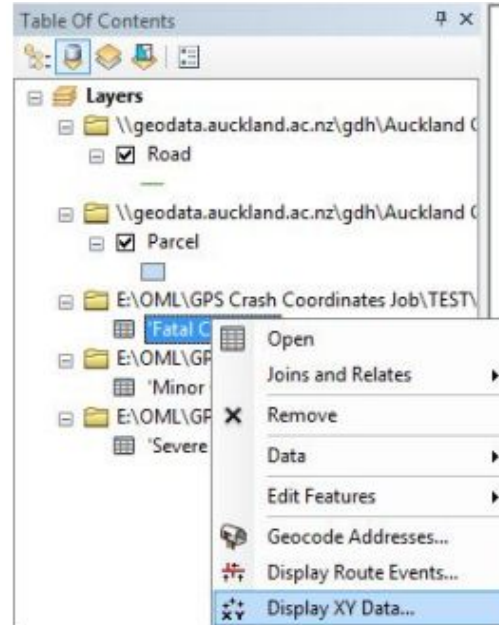 Table Of Contents
Layers
\\geodata.auckland.ac.nz\gdh\Auckland
Road
\\geodata.auckland.ac.nz\gdh\Auckland
Parcel
E:\OML\GPS Crash Coordinates Job\TEST\
'Fatal C
E:\OML\GP
'Minor
E:\OML\GP
'Severe
Open
Joins and Relates
Remove
Data
Edit Features
Geocode Addresses...
Display Route Events...
Display XY Data...